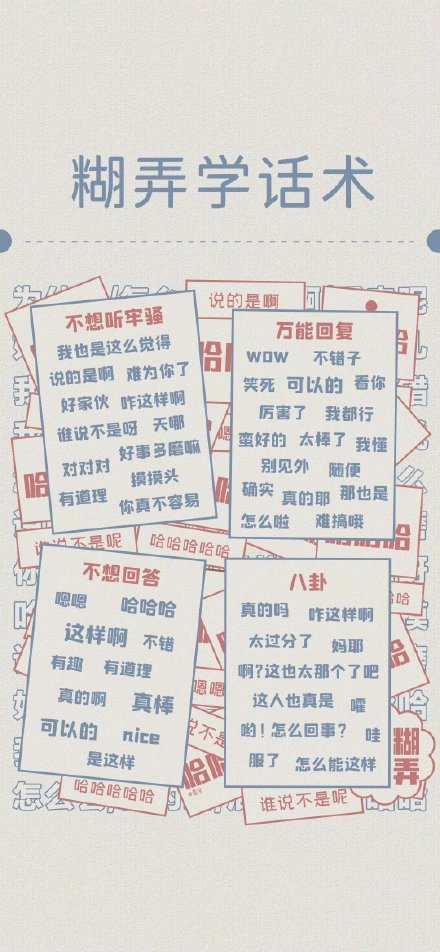 糊弄学话术
说的是啊
不想听牢骚
我也是这么觉得
说的是啊 难为你了
好家伙 咋这样啊
谁说不是呀 天哪
好事多磨嘛
对对对 摸摸头
有道理 你真不容易
万能回复
wow 不错子
笑死 可以的 看你
厉害了 我都行
蛮好的 太棒了 我懂
别见外 随便
确实 真的耶 那也是
怎么啦 难搞哦
谁说不是呢
哈哈哈哈哈
不想回答
嗯嗯 哈哈哈
这样啊 不错
有趣 有道理
真的啊 真棒
可以的 nice
是这样
八卦
真的吗 咋这样啊
太过分了 妈耶
啊?这也太那个了吧
这人也真是 嚯
哟!怎么回事? 哇
服了 怎么能这样
糊弄
哈哈哈哈哈
谁说不是呢